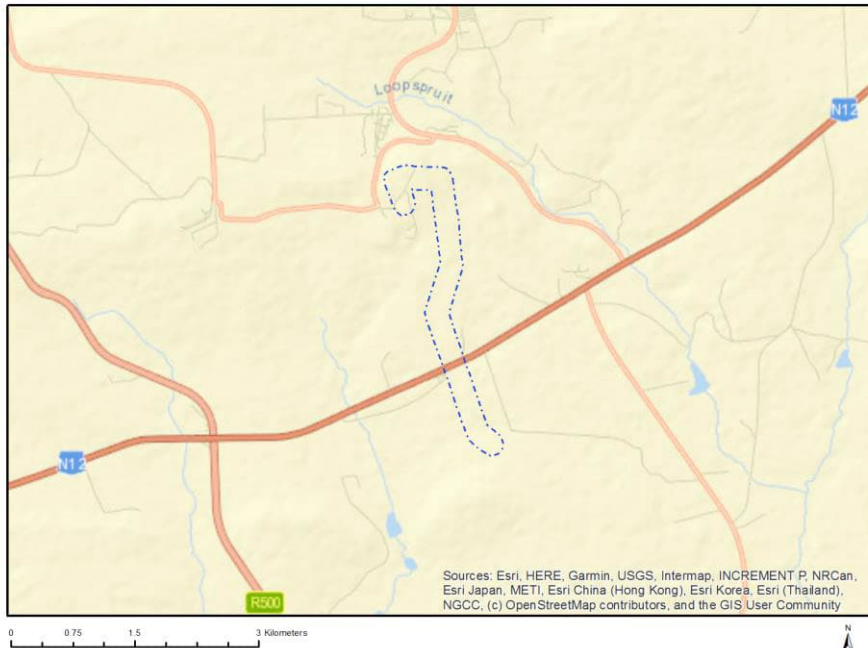 Loopspruit
N12
N12
R500
Sources: Esri, HERE, Garmin, USGS, Intermap, INCREMENT P, NRCan,
Esri Japan, METI, Esri China (Hong Kong), Esri Korea, Esri (Thailand),
NGCC, (c) OpenStreetMap contributors, and the GIS User Community
0 0.75 1.5 3 Kilometers
N